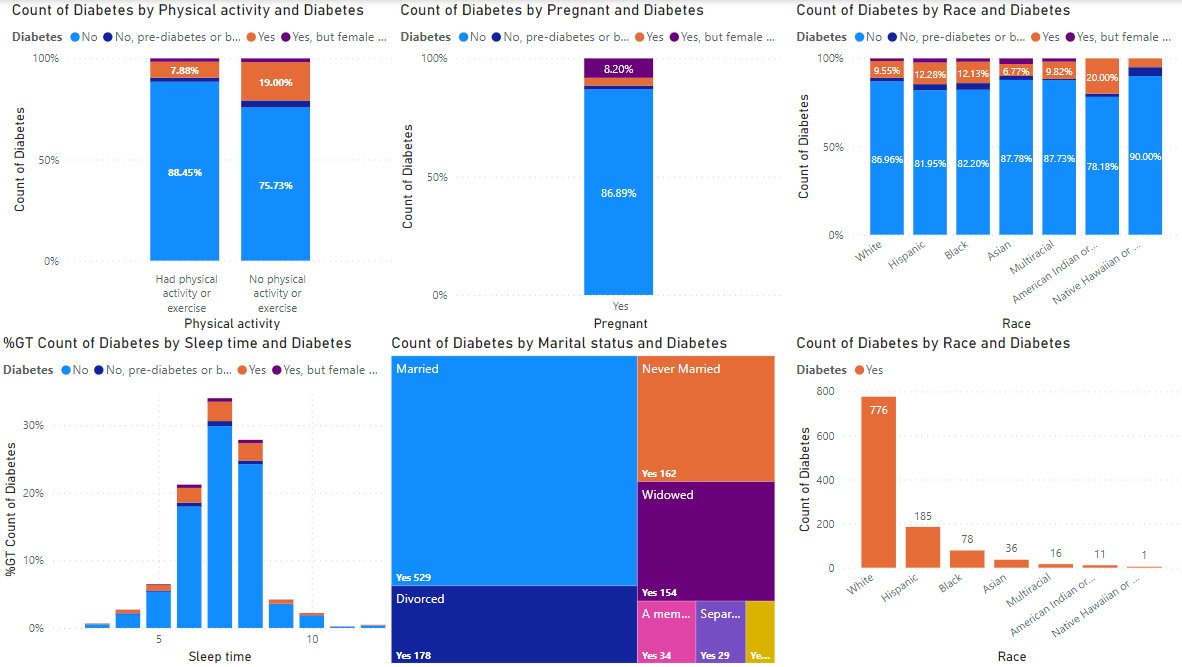 Count of Diabetes by Physical activity and Diabetes
Diabetes No No, pre-diabetes or b... Yes Yes, but female ...
100%
50%
0%
Count of Diabetes
7.88%
88.45%
19.00%
75.73%
Had physical activity or exercise
No physical activity or exercise
Physical activity
Count of Diabetes by Pregnant and Diabetes
Diabetes No No, pre-diabetes or b... Yes Yes, but female ...
100%
50%
0%
Count of Diabetes
8.20%
86.89%
Yes
Pregnant
Count of Diabetes by Race and Diabetes
Diabetes No No, pre-diabetes or b... Yes Yes, but female ...
100%
50%
0%
Count of Diabetes
9.55% 12.28% 12.13% 6.77% 9.82% 20.00%
86.96% 81.95% 82.20% 87.78% 87.73% 78.18% 90.00%
White Hispanic Black Asian Multiracial American Indian or... Native Hawaiian or ...
Race
%GT Count of Diabetes by Sleep time and Diabetes
Diabetes No No, pre-diabetes or b... Yes Yes, but female ...
30%
20%
10%
0%
%GT Count of Diabetes
5 10
Sleep time
Count of Diabetes by Marital status and Diabetes
Married
Yes 529
Divorced
Yes 178
Never Married
Yes 162
Widowed
Yes 154
A mem...
Yes 34
Separ...
Yes 29
Ye...
Count of Diabetes by Race and Diabetes
Diabetes Yes
800
600
400
200
0
Count of Diabetes
776 185 78 36 16 11 1
White Hispanic Black Asian Multiracial American Indian or... Native Hawaiian or ...
Race